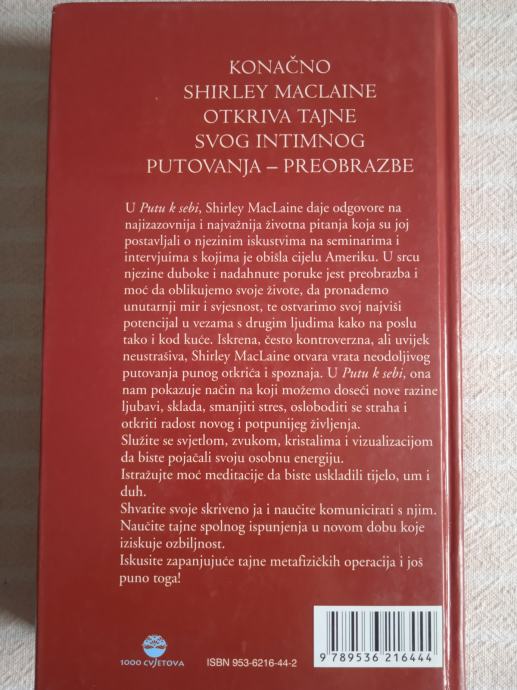 KONAČNO
SHIRLEY MACLAINE
OTKRIVA TAJNE
SVOG INTIMNOG
PUTOVANJA – PREOBRAZBE
U Putu k sebi, Shirley MacLaine daje odgovore na
najizazovnija i najvažnija životna pitanja koja su joj
postavljali o njezinim iskustvima na seminarima i
intervjuima s kojima je obišla cijelu Ameriku. U srcu
njezine duboke i nadahnute poruke jest preobrazba i
moć da oblikujemo svoje živote, da pronađemo
unutarnji mir i svjesnost, te ostvarimo svoj najviši
potencijal u vezama s drugim ljudima kako na poslu
tako i kod kuće. Iskrena, često kontroverzna, ali uvijek
neustrašiva, Shirley MacLaine otvara vrata neodoljivog
putovanja punog otkrića i spoznaja. U Putu k sebi, ona
nam pokazuje način na koji možemo doseći nove razine
ljubavi, sklada, smanjiti stres, osloboditi se straha i
otkriti radost novog i potpunijeg življenja.
Služite se svjetlom, zvukom, kristalima i vizualizacijom
da biste pojačali svoju osobnu energiju.
Istražujte moć meditacije da biste uskladili tijelo, um i
duh.
Shvatite svoje skriveno ja i naučite komunicirati s njim.
Naučite tajne spolnog ispunjenja u novom dobu koje
iziskuje ozbiljnost.
Iskusite zapanjujuće tajne metafizičkih operacija i još
puno toga!
1000 CVJETOVA
ISBN 953-6216-44-2
9 789536 216444